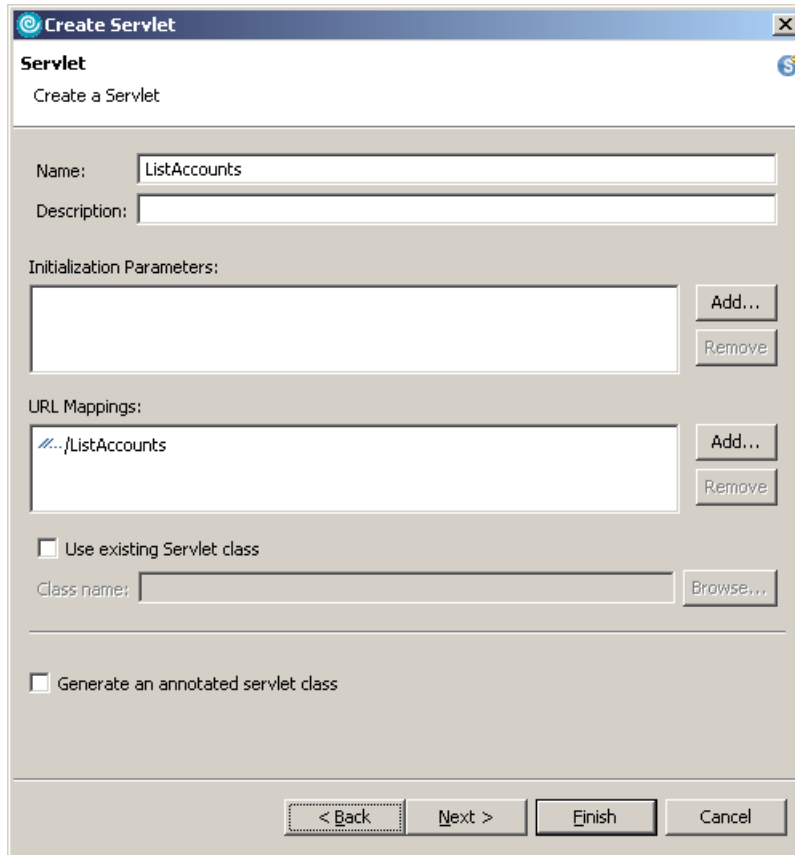 Create Servlet
Servlet
Create a Servlet
Name: ListAccounts
Description:
Initialization Parameters:
Add...
Remove
URL Mappings:
//... /ListAccounts
Add...
Remove
Use existing Servlet class
Class name: Browse...
Generate an annotated servlet class
< Back Next > Finish Cancel